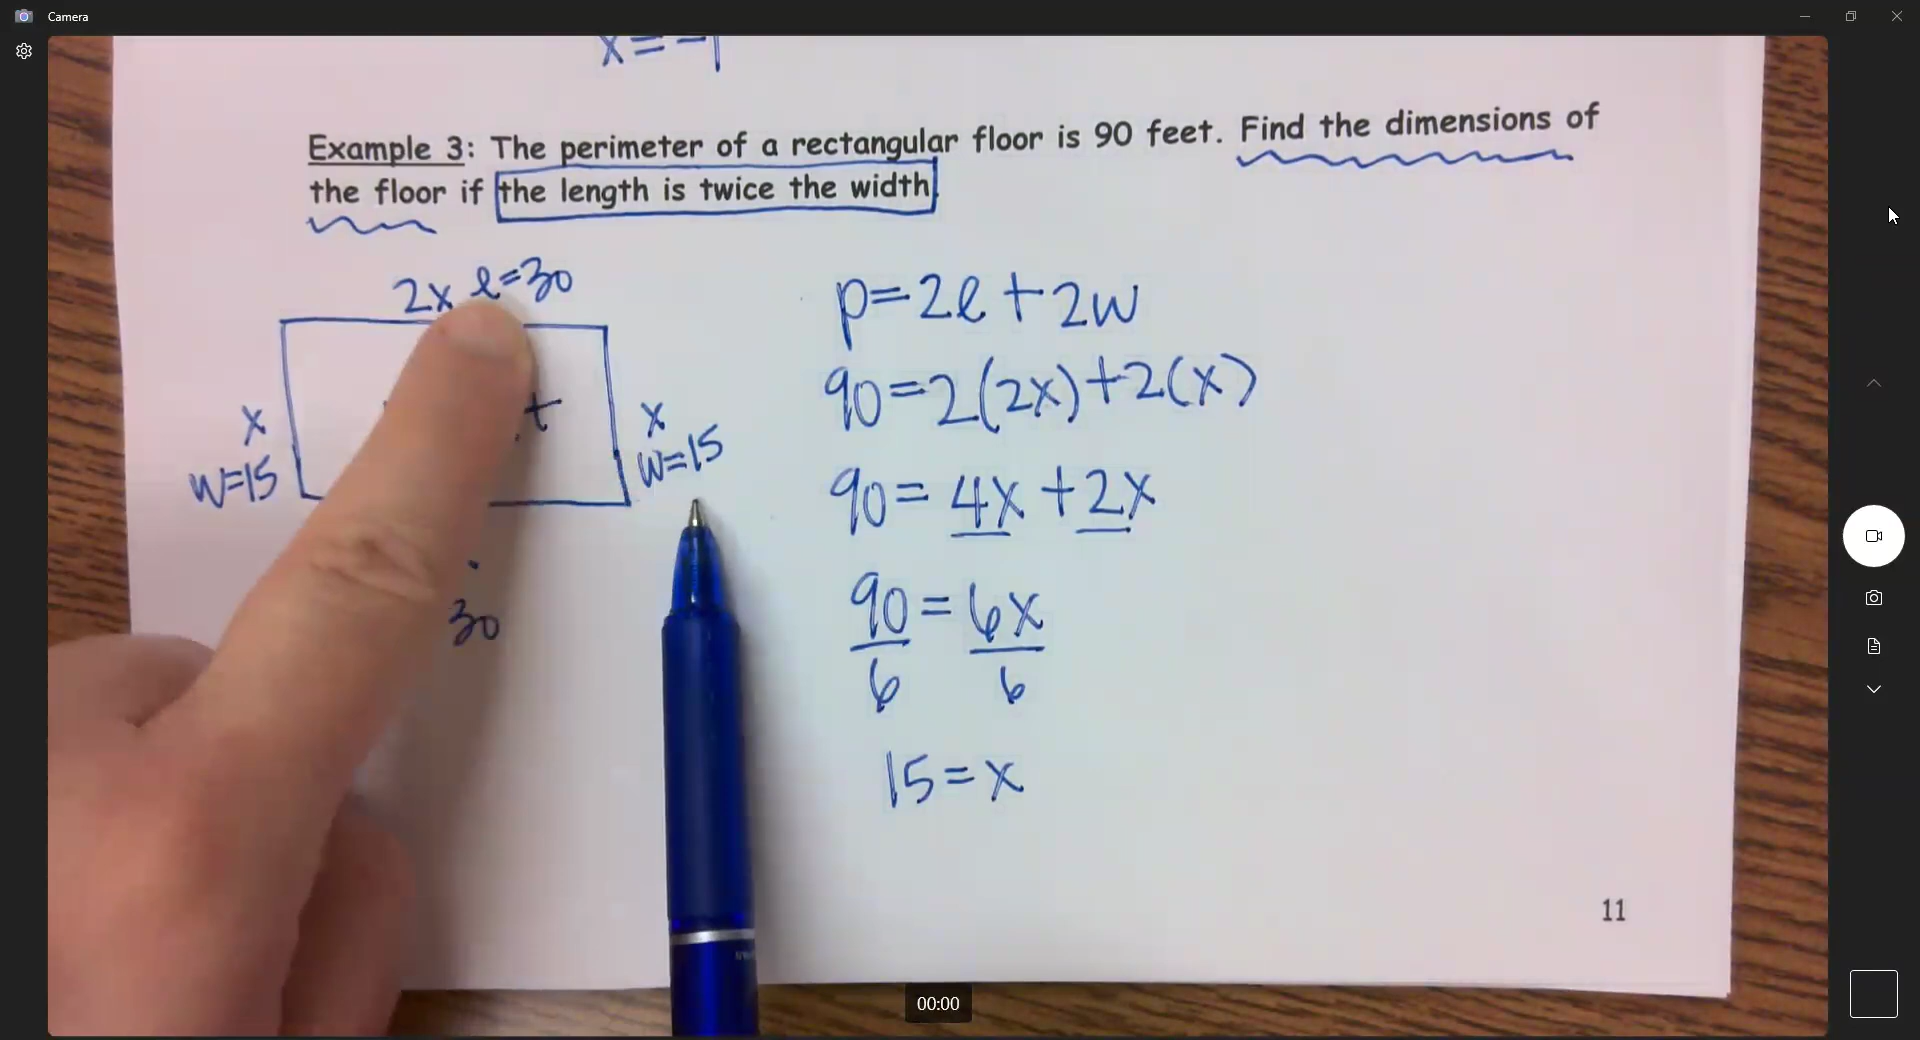 Camera
x = -1
Example 3: The perimeter of a rectangular floor is 90 feet. Find the dimensions of
the floor if the length is twice the width
2x l=30
x
w=15
t
x
w=15
30
p=2l+2w
90=2(2x)+2(x)
90=4x+2x
90=6x
6 6
15=x
11
00:00